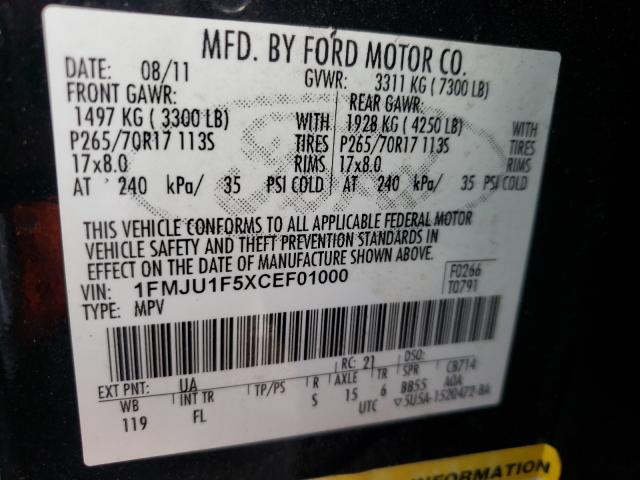 MFD. BY FORD MOTOR CO.
DATE: 08/11 GVWR: 3311 KG ( 7300 LB)
FRONT GAWR: REAR GAWR:
1497 KG ( 3300 LB) WITH 1928 KG ( 4250 LB) WITH
P265/70R17 113S TIRES P265/70R17 113S TIRES
17x8.0 RIMS 17x8.0 RIMS
AT 240 kPa/ 35 PSI COLD AT 240 kPa/ 35 PSI COLD
THIS VEHICLE CONFORMS TO ALL APPLICABLE FEDERAL MOTOR
VEHICLE SAFETY AND THEFT PREVENTION STANDARDS IN
EFFECT ON THE DATE OF MANUFACTURE SHOWN ABOVE.
VIN: 1FMJU1F5XCEF01000 F0266
TYPE: MPV T0791
RC: 21 DSO:
EXT PNT: UA CB714
WB INT TR TP/PS R AXLE TR SPR AOA
119 FL S 15 6 BB5S
UTC 5U5A-1520472-BA
INFORMATION